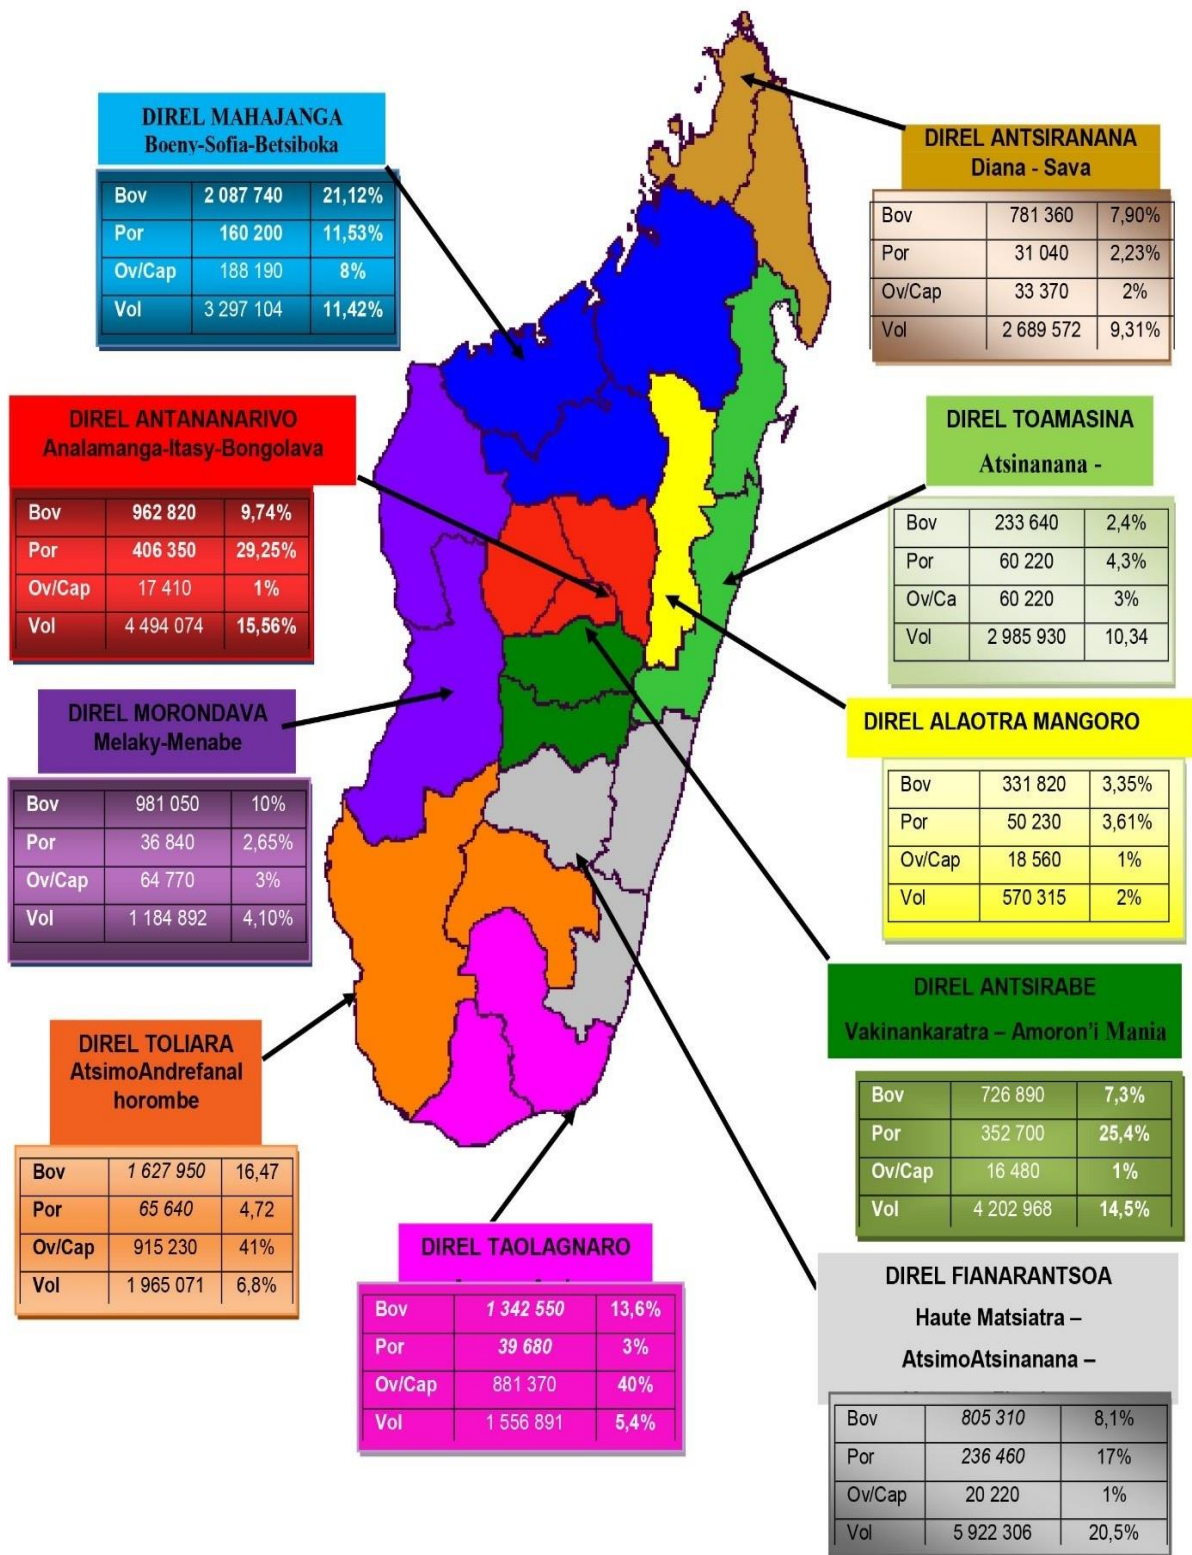 DIREL MAHAJANGA
Boeny-Sofia-Betsiboka
Bov 2 087 740 21,12%
Por 160 200 11,53%
Ov/Cap 188 190 8%
Vol 3 297 104 11,42%
DIREL ANTSIRANANA
Diana - Sava
Bov 781 360 7,90%
Por 31 040 2,23%
Ov/Cap 33 370 2%
Vol 2 689 572 9,31%
DIREL ANTANANARIVO
Analamanga-Itasy-Bongolava
Bov 962 820 9,74%
Por 406 350 29,25%
Ov/Cap 17 410 1%
Vol 4 494 074 15,56%
DIREL TOAMASINA
Atsinanana -
Bov 233 640 2,4%
Por 60 220 4,3%
Ov/Ca 60 220 3%
Vol 2 985 930 10,34
DIREL MORONDAVA
Melaky-Menabe
Bov 981 050 10%
Por 36 840 2,65%
Ov/Cap 64 770 3%
Vol 1 184 892 4,10%
DIREL ALAOTRA MANGORO
Bov 331 820 3,35%
Por 50 230 3,61%
Ov/Cap 18 560 1%
Vol 570 315 2%
DIREL ANTSIRABE
Vakinankaratra – Amoron’i Mania
Bov 726 890 7,3%
Por 352 700 25,4%
Ov/Cap 16 480 1%
Vol 4 202 968 14,5%
DIREL TOLIARA
AtsimoAndrefanal
horombe
Bov 1 627 950 16,47
Por 65 640 4,72
Ov/Cap 915 230 41%
Vol 1 965 071 6,8%
DIREL TAOLAGNARO
Bov 1 342 550 13,6%
Por 39 680 3%
Ov/Cap 881 370 40%
Vol 1 556 891 5,4%
DIREL FIANARANTSOA
Haute Matsiatra –
AtsimoAtsinanana –
Bov 805 310 8,1%
Por 236 460 17%
Ov/Cap 20 220 1%
Vol 5 922 306 20,5%